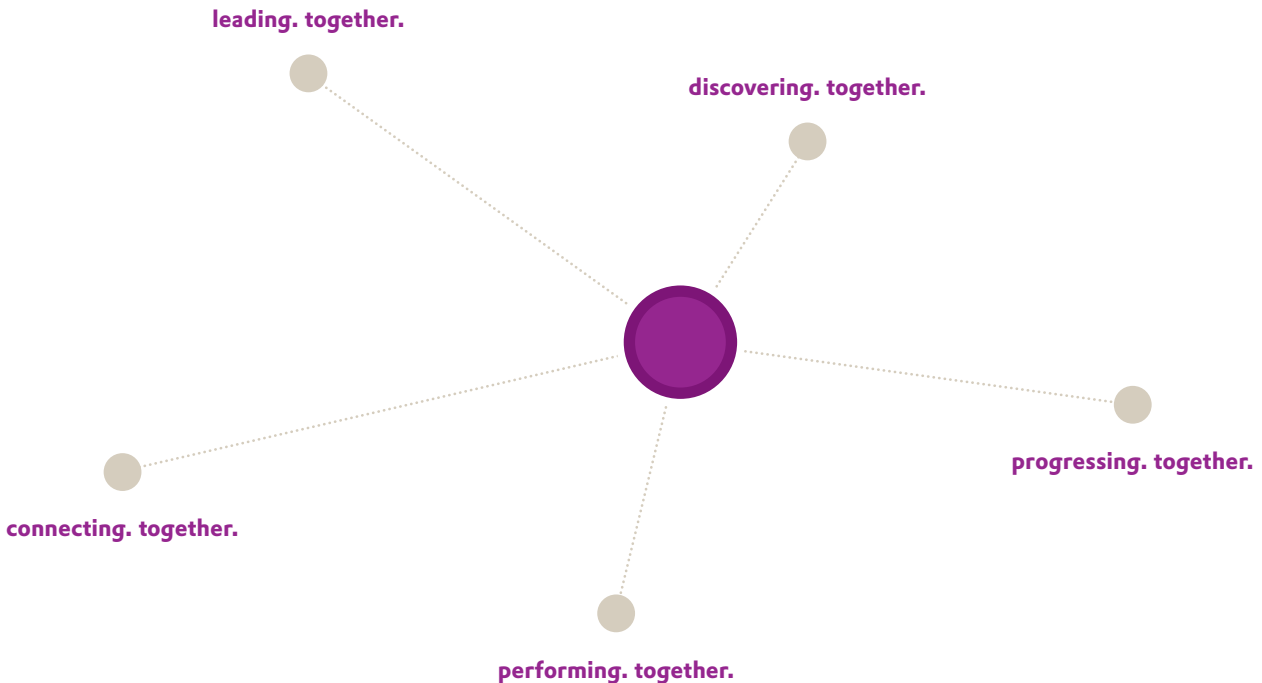 leading. together.
discovering. together.
progressing. together.
connecting. together.
performing. together.